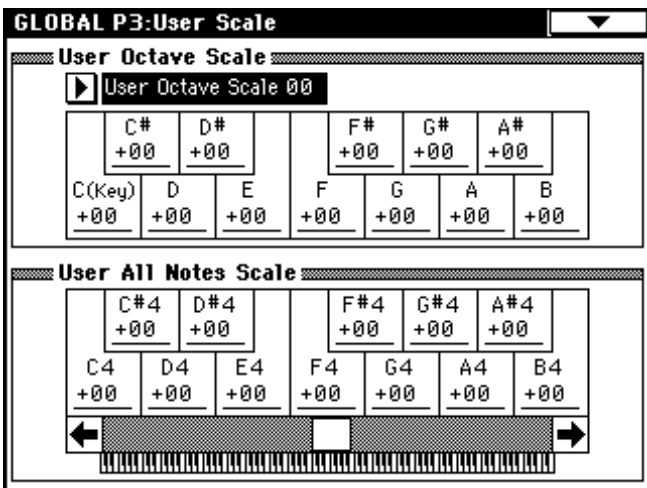 GLOBAL P3:User Scale
User Octave Scale
User Octave Scale 00
C# D# F# G# A#
+00 +00 +00 +00 +00
C(Key) D E F G A B
+00 +00 +00 +00 +00 +00 +00
User All Notes Scale
C#4 D#4 F#4 G#4 A#4
+00 +00 +00 +00 +00
C4 D4 E4 F4 G4 A4 B4
+00 +00 +00 +00 +00 +00 +00